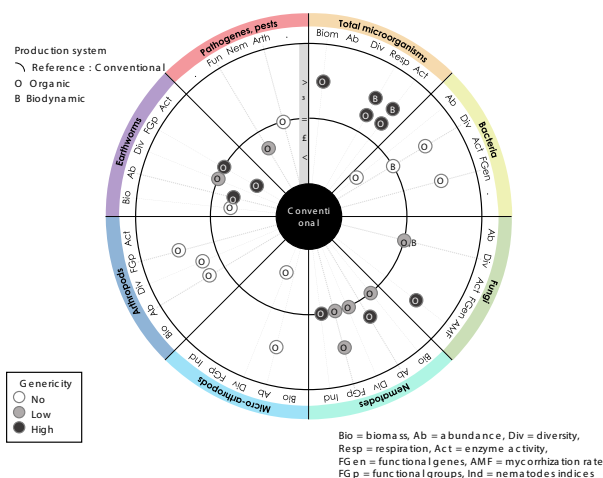 Production system
Reference : Conventional
O Organic
B Biodynamic
Pathogenes, pests
. Fun Nem Arth .
Total microorganisms
Biom Ab Div Resp Act
Bacteria
Ab Div Act FGen .
Fungi
Ab Div Act FGen AMF
Nematodes
Bio Ab Div FGp Ind
Micro-arthropods
Bio Ab Div FGp Ind
Arthropods
Bio Ab Div FGp Act
Earthworms
Bio Ab Div FGp Act
>
=
£
<
Conventi
onal
O
B
B
O
O
O
O
O
B
O
O
O
O
O
O
O
O
O
O,B
O
O
O
O
O
O
O
O
O
O
O
O
O
Genericity
No
Low
High
Bio = biomass, Ab = abundance, Div = diversity,
Resp = respiration, Act = enzyme activity,
FGen = functional genes, AMF = mycorrhization rate
FGp = functional groups, Ind = nematodes indices